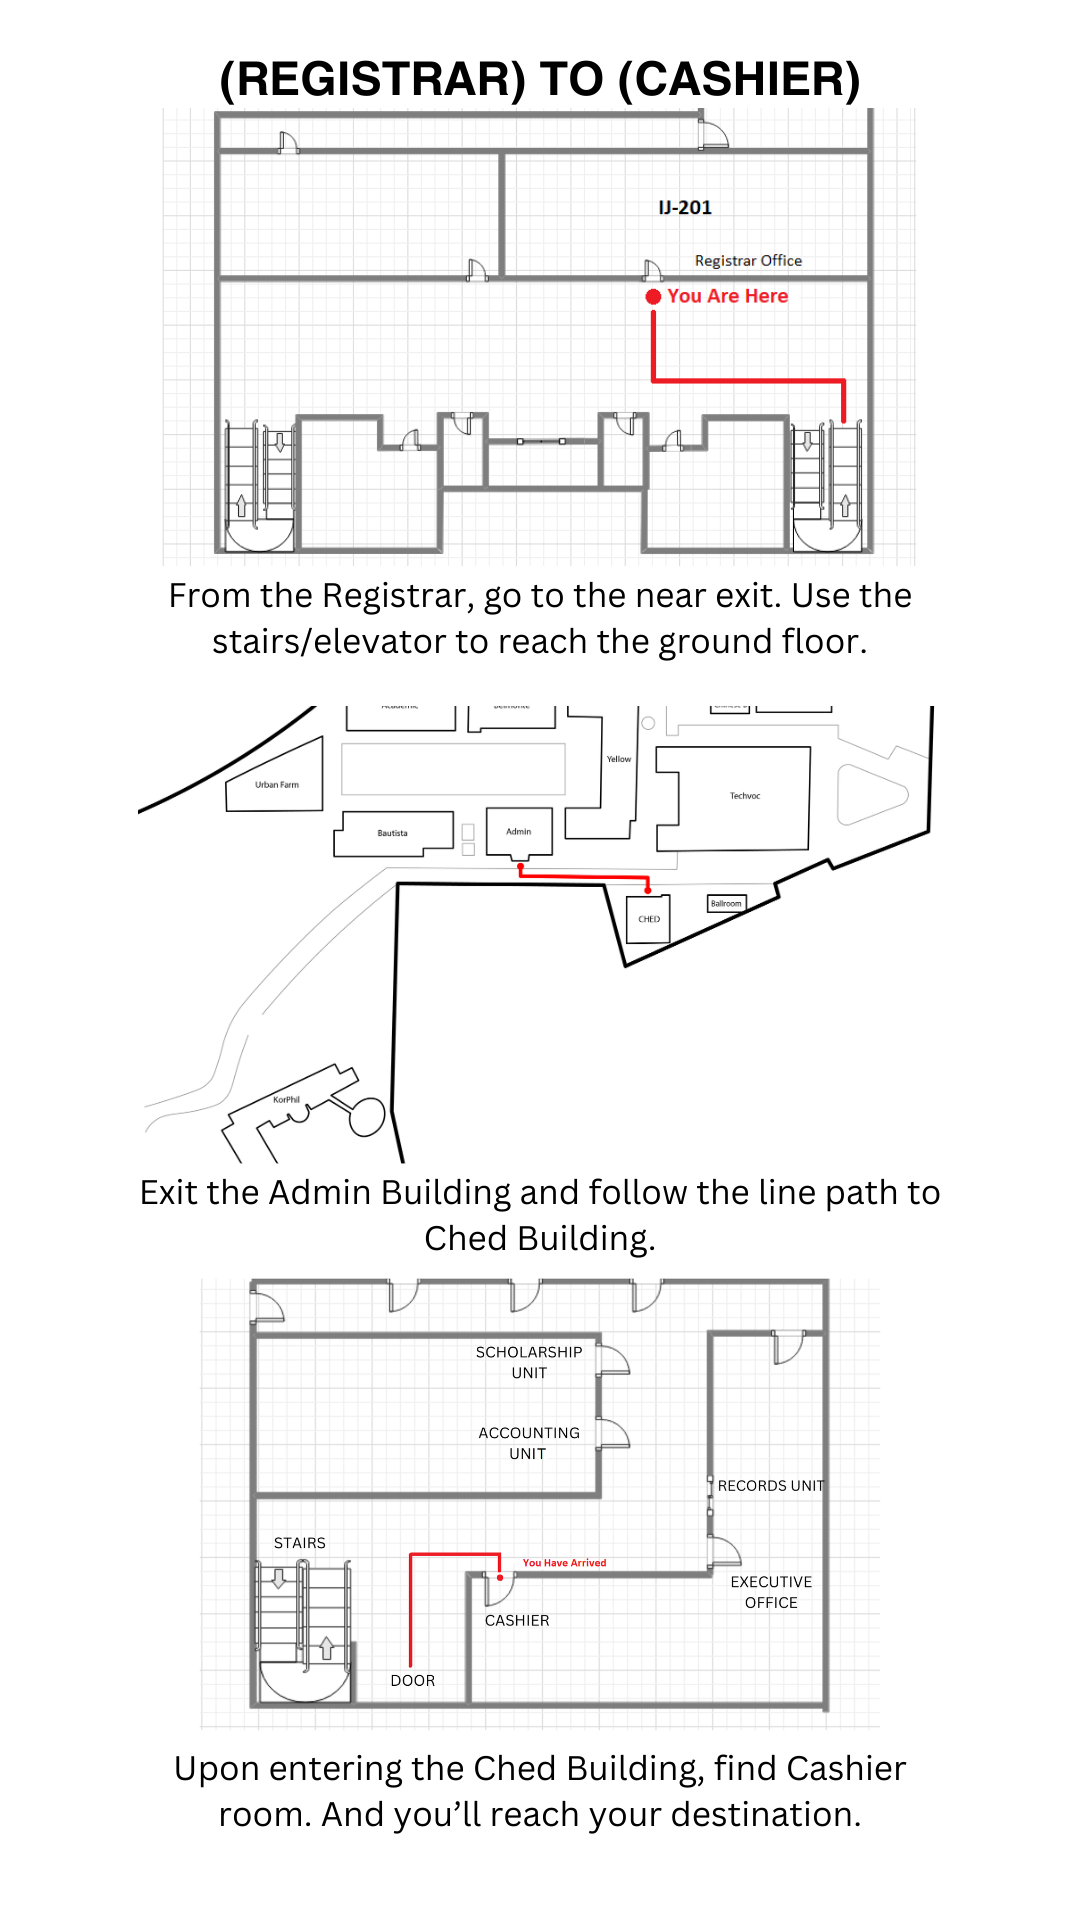 (REGISTRAR) TO (CASHIER)
IJ-201
Registrar Office
You Are Here
From the Registrar, go to the near exit. Use the
stairs/elevator to reach the ground floor.
Academic
Belmonte
Yellow
Urban Farm
Techvoc
Bautista
Admin
CHED
Ballroom
KorPhil
Exit the Admin Building and follow the line path to
Ched Building.
SCHOLARSHIP
UNIT
ACCOUNTING
UNIT
RECORDS UNIT
STAIRS
You Have Arrived
EXECUTIVE
OFFICE
CASHIER
DOOR
Upon entering the Ched Building, find Cashier
room. And you’ll reach your destination.